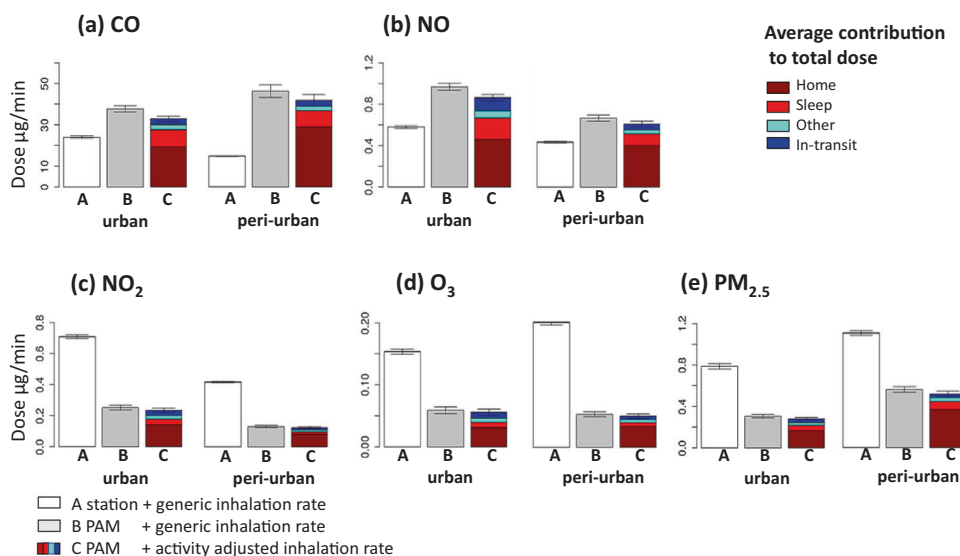 (a) CO
(b) NO
Average contribution
to total dose
Home
Sleep
Other
In-transit
Dose µg/min
0 10 30 50
A B C A B C
urban peri-urban
0.0 0.4 0.8 1.2
A B C A B C
urban peri-urban
(c) NO2
(d) O3
(e) PM2.5
Dose µg/min
0.0 0.2 0.4 0.6 0.8
A B C A B C
urban peri-urban
0.00 0.10 0.20
A B C A B C
urban peri-urban
0.0 0.4 0.8 1.2
A B C A B C
urban peri-urban
A station + generic inhalation rate
B PAM + generic inhalation rate
C PAM + activity adjusted inhalation rate